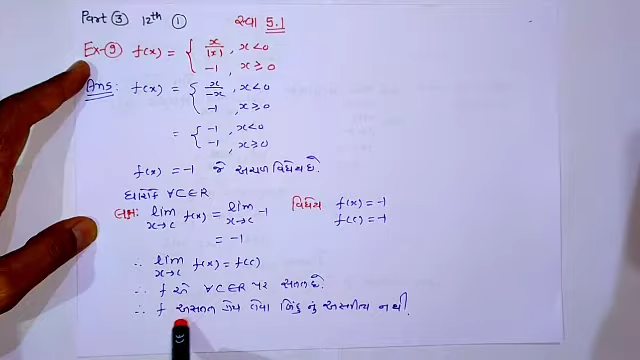 Part ③ 12th ① સ્વા 5.1
Ex-⑨ f(x) = { x/|x| , x<0
-1 , x≥0
Ans: f(x) = { x/-x , x<0
-1 , x≥0
= { -1 , x<0
-1 , x≥0
f(x) = -1 જે અચળ વિધેય છે.
ધારોકે ∀C∈R
લક્ષ: lim x→c f(x) = lim x→c -1 વિધેય f(x) = -1
= -1 f(c) = -1
∴ lim x→c f(x) = f(c)
∴ f એ ∀C∈R પર સતત છે.
∴ f અસતત હોય તેવા બિંદુ નું અસ્તીત્વ નથી.